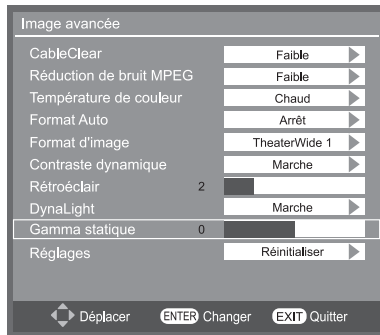 Image avancée
CableClear Faible
Réduction de bruit MPEG Faible
Température de couleur Chaud
Format Auto Arrêt
Format d'image TheaterWide 1
Contraste dynamique Marche
Rétroéclair 2
DynaLight Marche
Gamma statique 0
Réglages Réinitialiser
Déplacer ENTER Changer EXIT Quitter